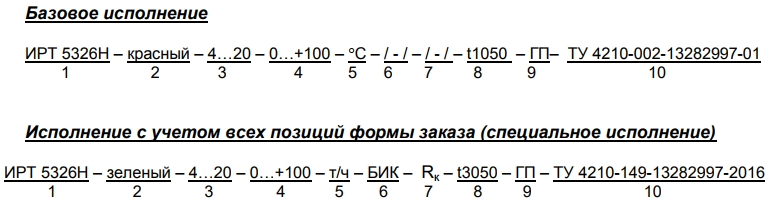 Базовое исполнение
ИРТ 5326Н – красный – 4…20 – 0…+100 – °С – / - / – / - / – t1050 – ГП– ТУ 4210-002-13282997-01
1 2 3 4 5 6 7 8 9 10
Исполнение с учетом всех позиций формы заказа (специальное исполнение)
ИРТ 5326Н – зеленый – 4…20 – 0…+100 – т/ч – БИК – Rк – t3050 – ГП – ТУ 4210-149-13282997-2016
1 2 3 4 5 6 7 8 9 10